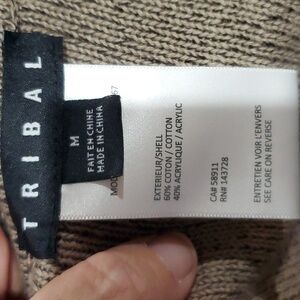 TRIBAL
M
FAIT EN CHINE
MADE IN CHINA
EXTERIEUR/SHELL
60% COTON / COTTON
40% ACRYLIQUE / ACRYLIC
CA# 58911
RN# 143728
ENTRETIEN VOIR L'ENVERS
SEE CARE ON REVERSE